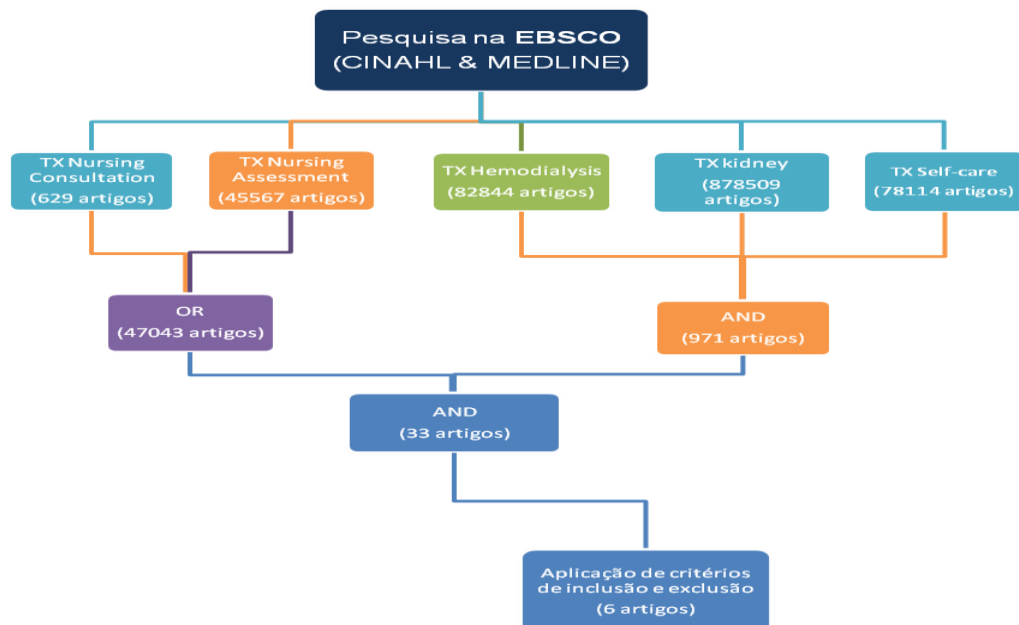 Pesquisa na EBSCO
(CINAHL & MEDLINE)
TX Nursing
Consultation
(629 artigos)
TX Nursing
Assessment
(45567 artigos)
TX Hemodialysis
(82844 artigos)
TX kidney
(878509
artigos)
TX Self-care
(78114 artigos)
OR
(47043 artigos)
AND
(971 artigos)
AND
(33 artigos)
Aplicação de critérios
de inclusão e exclusão
(6 artigos)